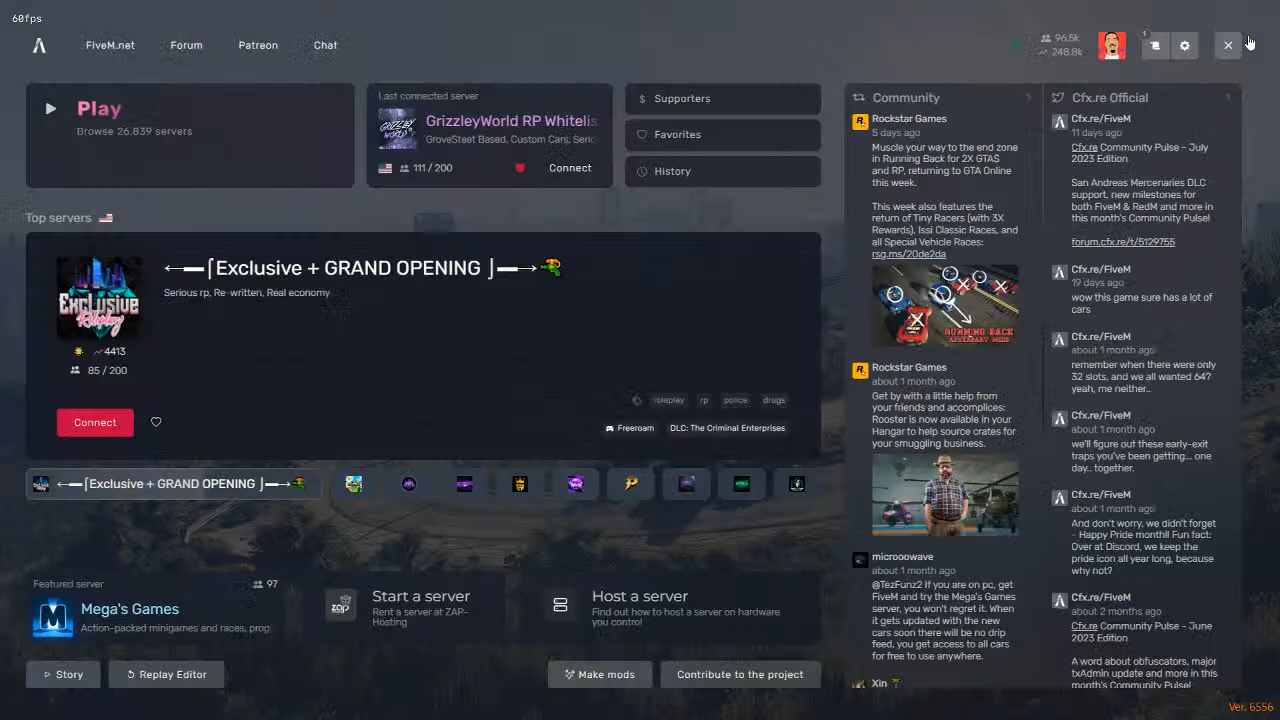 60fps
FiveM.net
Forum
Patreon
Chat
96.5k
248.8k
1
Play
Browse 26.839 servers
Last connected server
GrizzleyWorld RP Whitelis
GroveSteet Based, Custom Cars, Seric
111 / 200
Connect
$ Supporters
Favorites
History
Top servers
EXCLUSIVE
Roleplay
←—⌈Exclusive + GRAND OPENING ⌋—→
Serious rp, Re-written, Real economy
4413
85 / 200
Connect
roleplay
rp
police
drugs
Freeroam
DLC: The Criminal Enterprises
←—⌈Exclusive + GRAND OPENING ⌋—→
Featured server
97
Mega's Games
Action-packed minigames and races, prop
zap
Start a server
Rent a server at ZAP-
Hosting
Host a server
Find out how to host a server on hardware
you control!
Story
Replay Editor
Make mods
Contribute to the project
Community
?
Rockstar Games
5 days ago
Muscle your way to the end zone
in Running Back for 2X GTA$
and RP, returning to GTA Online
this week.
This week also features the
return of Tiny Racers (with 3X
Rewards), Issi Classic Races, and
all Special Vehicle Races:
rsg.ms/20de2da
RUNNING BACK
ADVERSARY MODE
Rockstar Games
about 1 month ago
Get by with a little help from
your friends and accomplices:
Rooster is now available in your
Hangar to help source crates for
your smuggling business.
microoowave
about 1 month ago
@TezFunz2 If you are on pc, get
FiveM and try the Mega's Games
server, you won't regret it. When
it gets updated with the new
cars soon there will be no drip
feed, you get access to all cars
for free to use anywhere.
Xin
Cfx.re Official
?
Cfx.re/FiveM
11 days ago
Cfx.re Community Pulse - July
2023 Edition
San Andreas Mercenaries DLC
support, new milestones for
both FiveM & RedM and more in
this month's Community Pulse!
forum.cfx.re/t/5129755
Cfx.re/FiveM
19 days ago
wow this game sure has a lot of
cars
Cfx.re/FiveM
about 1 month ago
remember when there were only
32 slots, and we all wanted 64?
yeah, me neither..
Cfx.re/FiveM
about 1 month ago
we'll figure out these early-exit
traps you've been getting... one
day.. together.
Cfx.re/FiveM
about 1 month ago
And don't worry, we didn't forget
- Happy Pride month!! Fun fact:
Over at Discord, we keep the
pride icon all year long, because
why not?
Cfx.re/FiveM
about 2 months ago
Cfx.re Community Pulse - June
2023 Edition
A word about obfuscators, major
txAdmin update and more in this
month's Community Pulse!
Ver. 6556